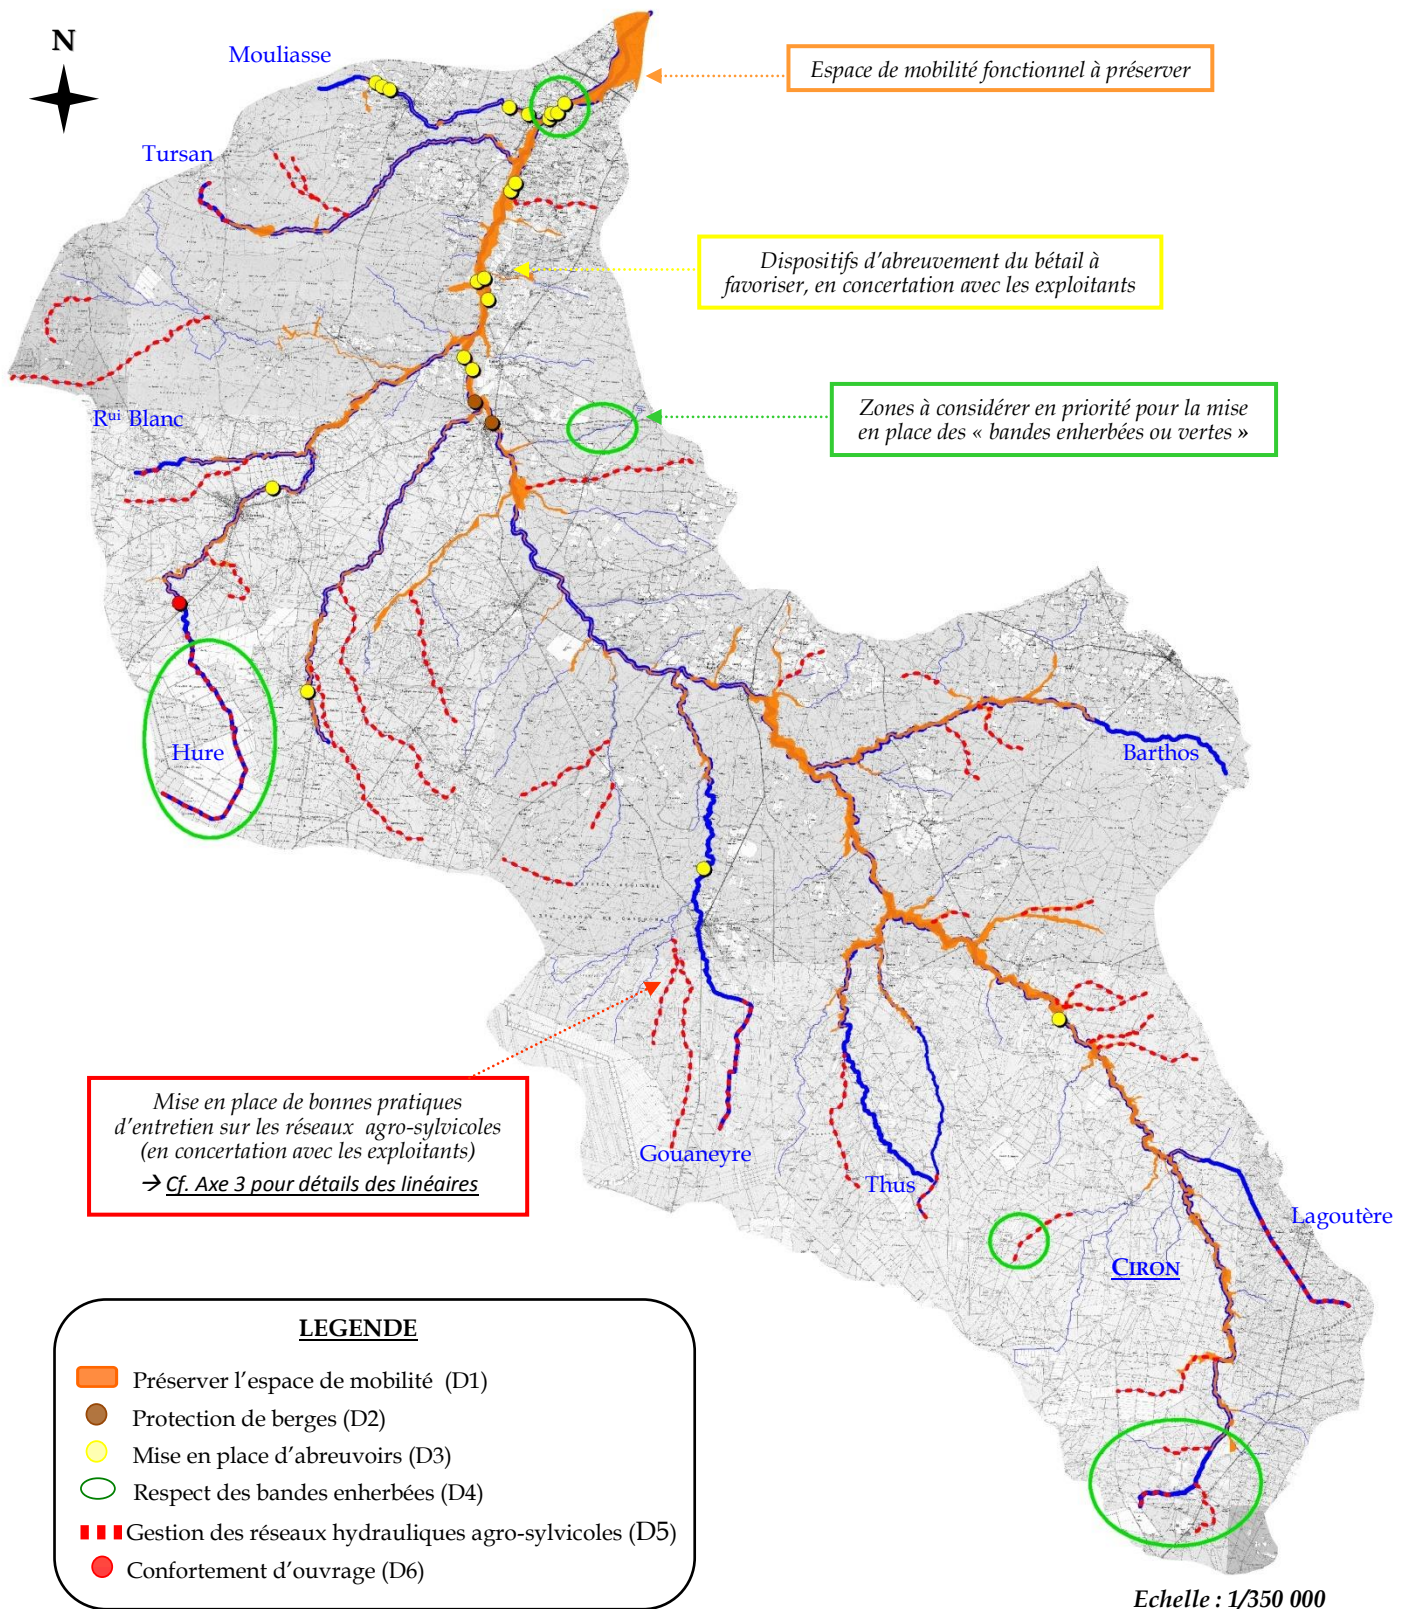 N
Mouliasse
Espace de mobilité fonctionnel à préserver
Tursan
Dispositifs d'abreuvement du bétail à
favoriser, en concertation avec les exploitants
Rui Blanc
Zones à considérer en priorité pour la mise
en place des « bandes enherbées ou vertes »
Hure
Barthos
Mise en place de bonnes pratiques
d'entretien sur les réseaux agro-sylvicoles
(en concertation avec les exploitants)
→ Cf. Axe 3 pour détails des linéaires
Gouaneyre
Thus
Lagoutère
CIRON
LEGENDE
Préserver l'espace de mobilité (D1)
Protection de berges (D2)
Mise en place d'abreuvoirs (D3)
Respect des bandes enherbées (D4)
Gestion des réseaux hydrauliques agro-sylvicoles (D5)
Confortement d'ouvrage (D6)
Echelle : 1/350 000